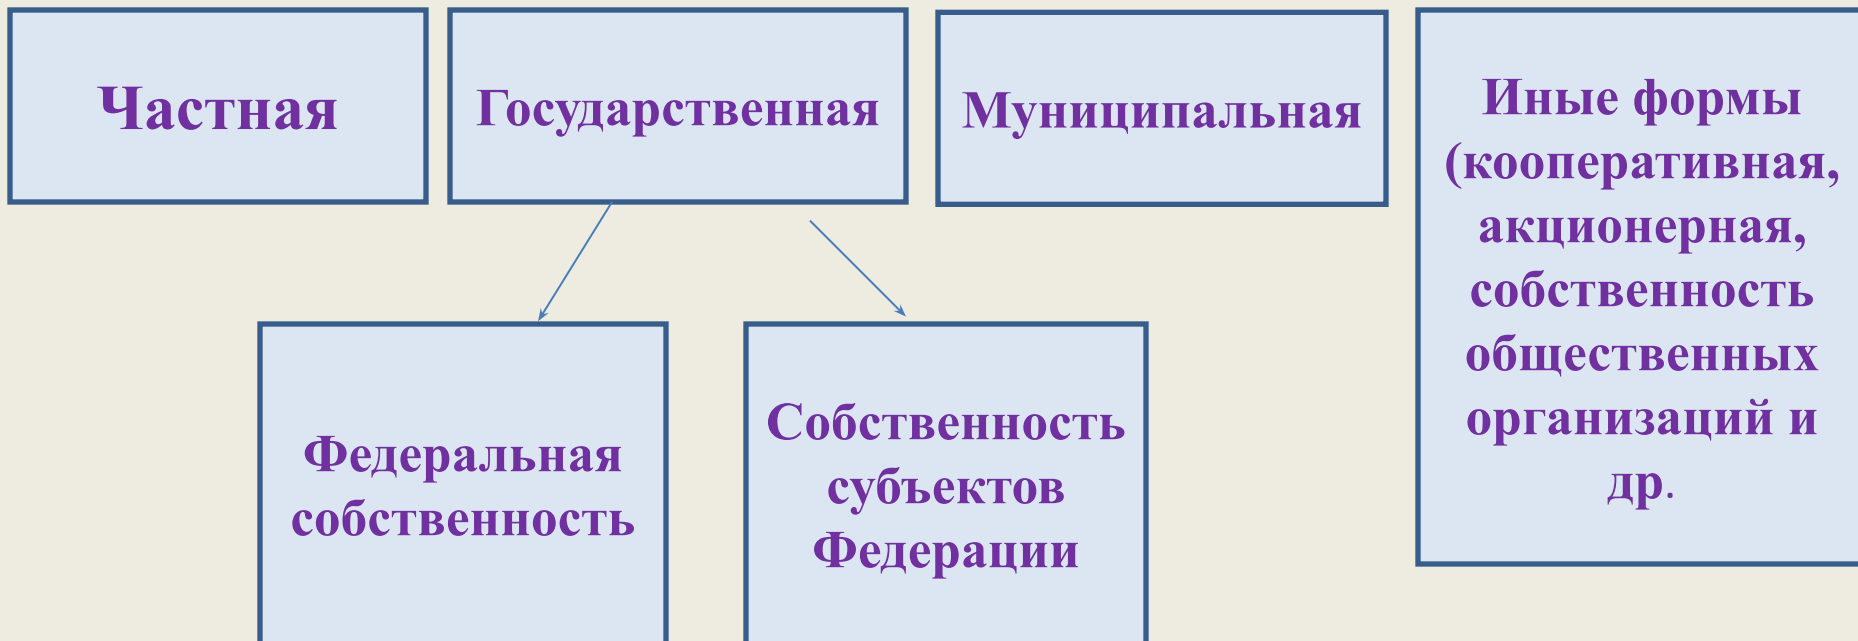 Частная
Государственная
Муниципальная
Иные формы
(кооперативная,
акционерная,
собственность
общественных
организаций и
др.
Федеральная
собственность
Собственность
субъектов
Федерации